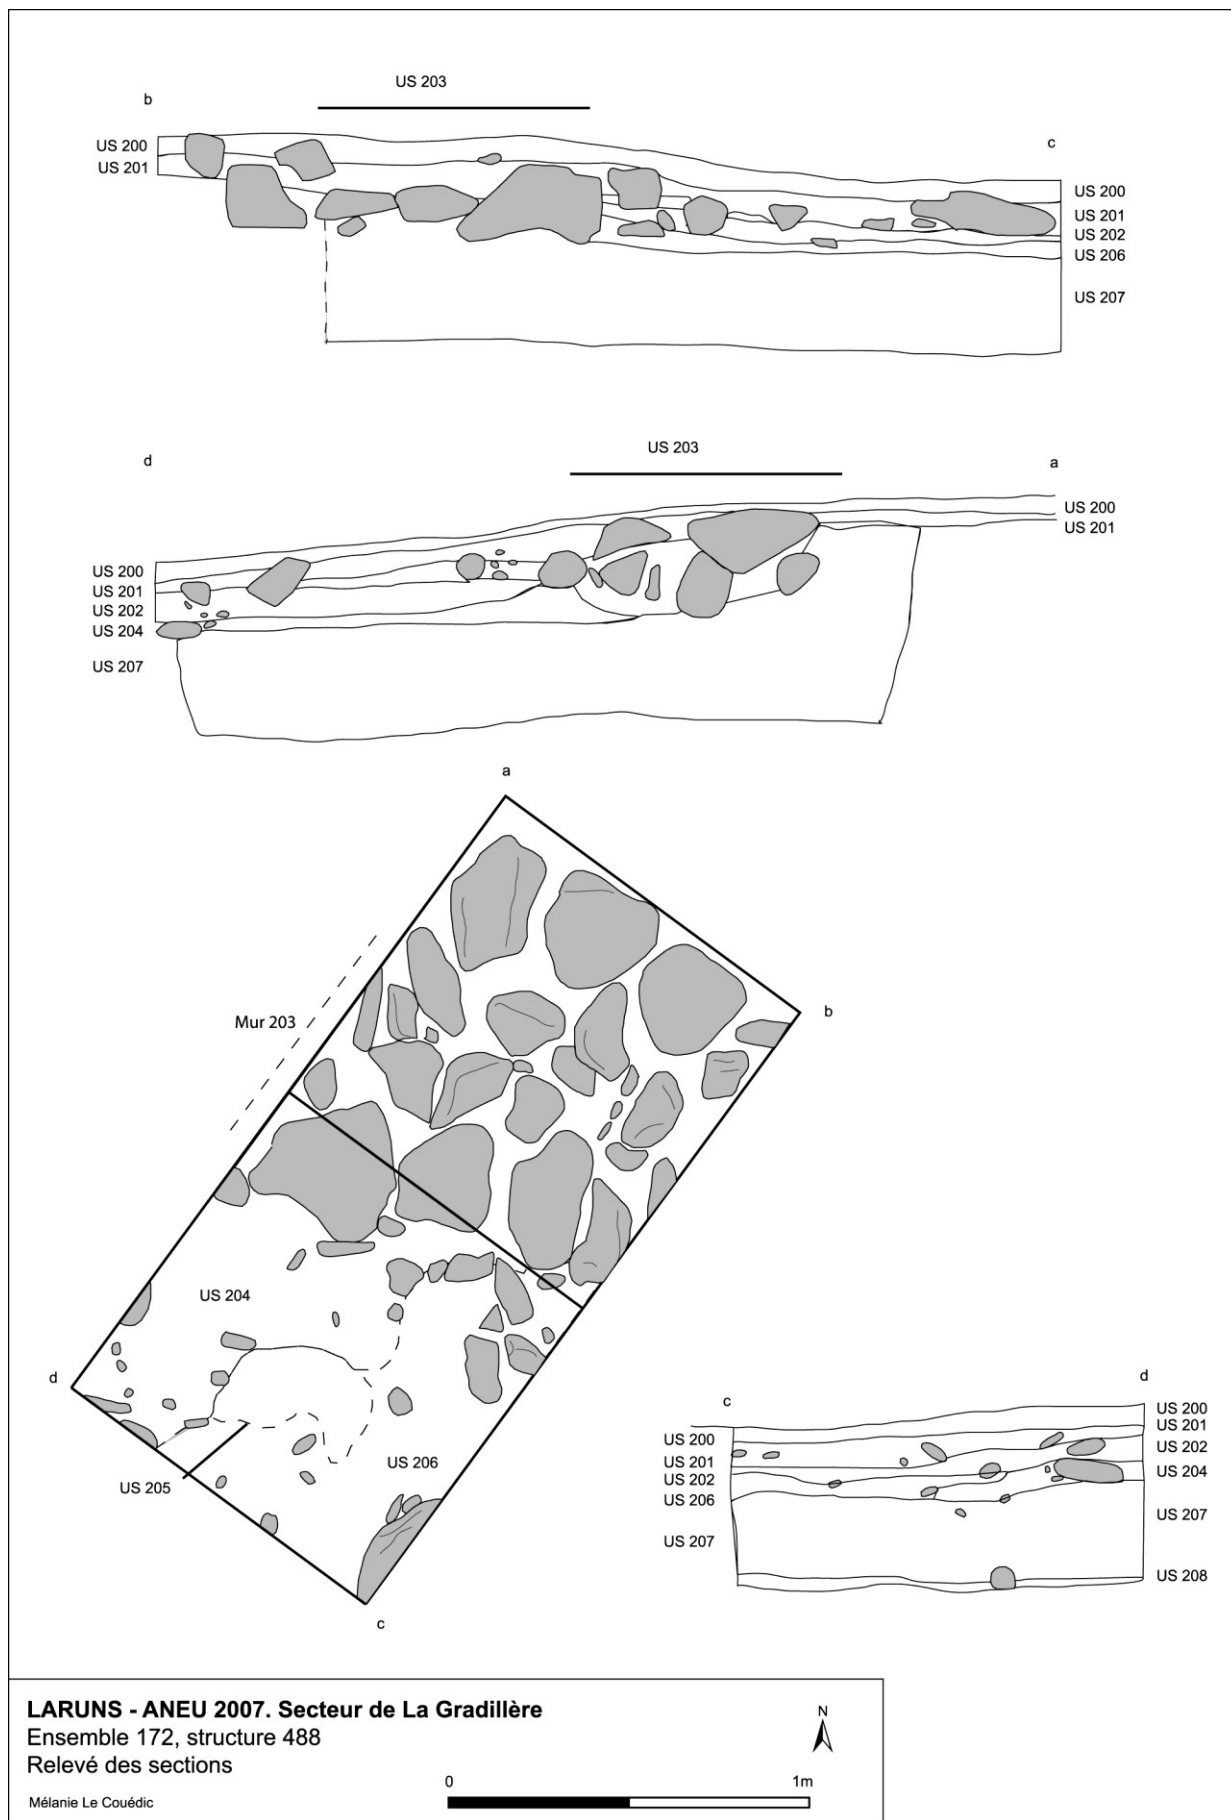 US 203
b
c
US 200
US 201
US 200
US 201
US 202
US 206
US 207
US 203
d
a
US 200
US 201
US 200
US 201
US 202
US 204
US 207
a
b
Mur 203
US 204
d
US 205
US 206
c
c
d
US 200
US 201
US 202
US 206
US 207
US 200
US 201
US 202
US 204
US 207
US 208
LARUNS - ANEU 2007. Secteur de La Gradillère
Ensemble 172, structure 488
Relevé des sections
Mélanie Le Couédic
0
1m
N